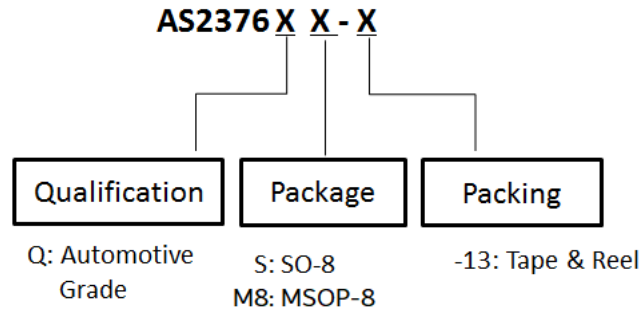 AS2376 X X - X
Qualification
Package
Packing
Q: Automotive
Grade
S: SO-8
M8: MSOP-8
-13: Tape & Reel